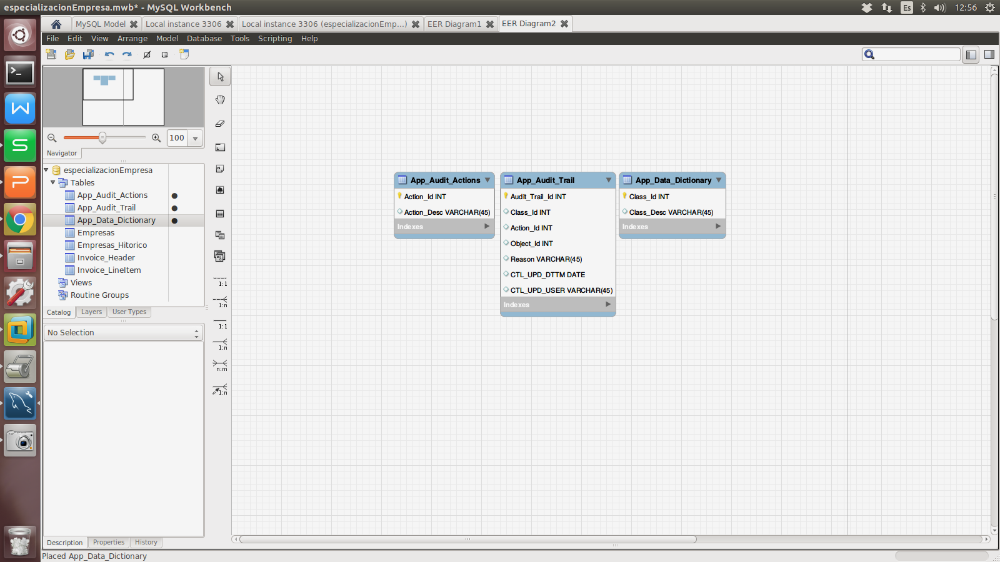 especializacionEmpresa.mwb* - MySQL Workbench
Es
12:56
MySQL Model
Local instance 3306
Local instance 3306 (especializacionEmp...)
EER Diagram1
EER Diagram2
File Edit View Arrange Model Database Tools Scripting Help
100
Navigator
especializacionEmpresa
Tables
App_Audit_Actions
App_Audit_Trail
App_Data_Dictionary
Empresas
Empresas_Hitorico
Invoice_Header
Invoice_LineItem
Views
Routine Groups
Catalog
Layers
User Types
No Selection
Description
Properties
History
Placed App_Data_Dictionary
1:1
1:n
1:1
1:n
n:m
1:n
App_Audit_Actions
Action_Id INT
Action_Desc VARCHAR(45)
Indexes
App_Audit_Trail
Audit_Trail_Id INT
Class_Id INT
Action_Id INT
Object_Id INT
Reason VARCHAR(45)
CTL_UPD_DTTM DATE
CTL_UPD_USER VARCHAR(45)
Indexes
App_Data_Dictionary
Class_Id INT
Class_Desc VARCHAR(45)
Indexes